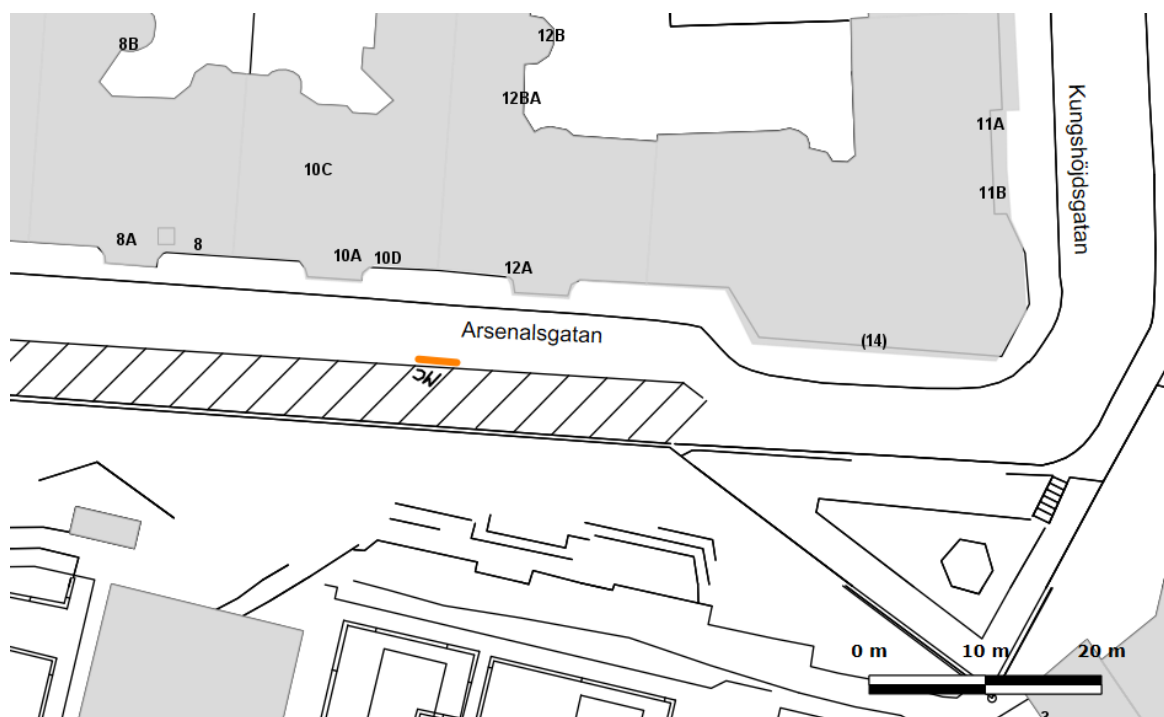 8B
12B
12BA
11A
Kungshöjdsgatan
10C
11B
8A
8
10A
10D
12A
Arsenalsgatan
(14)
MC
0 m 10 m 20 m